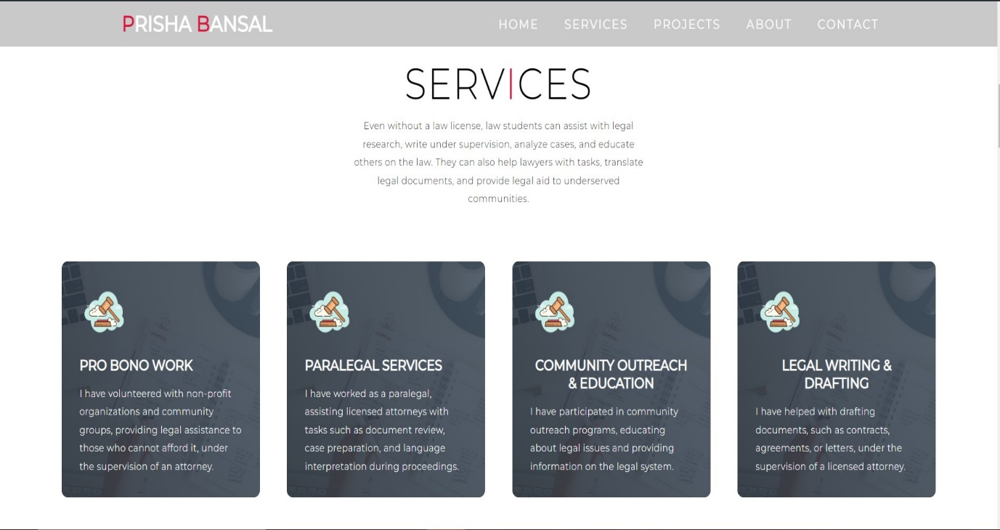 PRISHA BANSAL
HOME SERVICES PROJECTS ABOUT CONTACT
SERVICES
Even without a law license, law students can assist with legal
research, write under supervision, analyze cases, and educate
others on the law. They can also help lawyers with tasks, translate
legal documents, and provide legal aid to underserved
communities.
PRO BONO WORK
I have volunteered with non-profit
organizations and community
groups, providing legal assistance to
those who cannot afford it, under
the supervision of an attorney.
PARALEGAL SERVICES
I have worked as a paralegal,
assisting licensed attorneys with
tasks such as document review,
case preparation, and language
interpretation during proceedings.
COMMUNITY OUTREACH
& EDUCATION
I have participated in community
outreach programs, educating
about legal issues and providing
information on the legal system.
LEGAL WRITING &
DRAFTING
I have helped with drafting
documents, such as contracts,
agreements, or letters, under the
supervision of a licensed attorney.